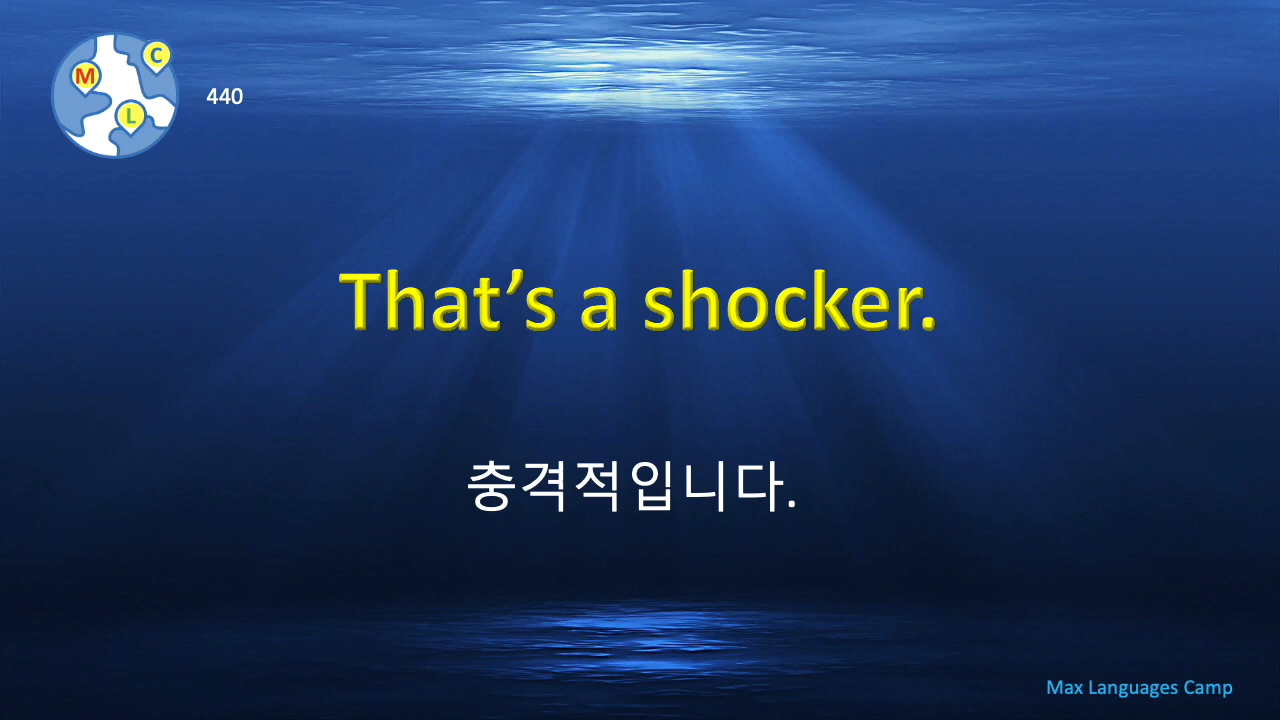 C
M
L
440
That’s a shocker.
충격적입니다.
Max Languages Camp